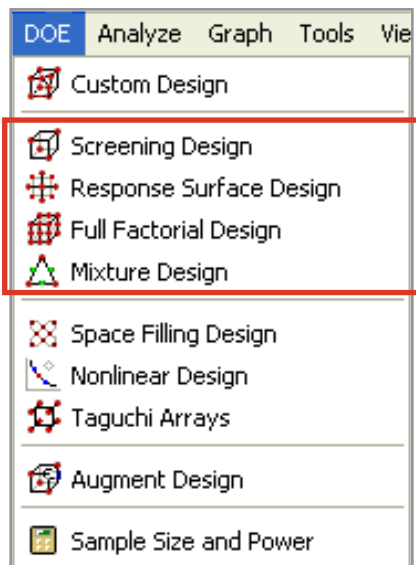 DOE Analyze Graph Tools Vie
Custom Design
Screening Design
Response Surface Design
Full Factorial Design
Mixture Design
Space Filling Design
Nonlinear Design
Taguchi Arrays
Augment Design
Sample Size and Power